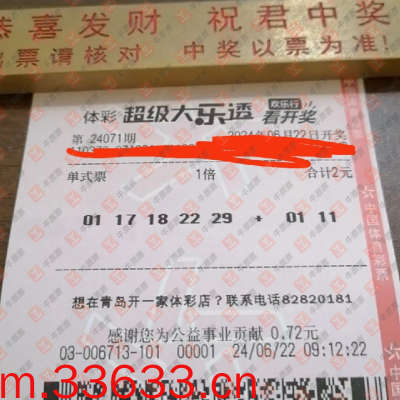 恭喜发财 祝君中奖
票请核对 中奖以票为准!
体彩 超级大乐透 欢乐行 看开奖
第 24071期 2024年06月22日开奖
单式票 1倍 合计2元
01 17 18 22 29 + 01 11
想在青岛开一家体彩店?联系电话82820181
感谢您为公益事业贡献 0.72元
03-006713-101 00001 24/06/22 09:12:22
中国体育彩票
m.33633.cn